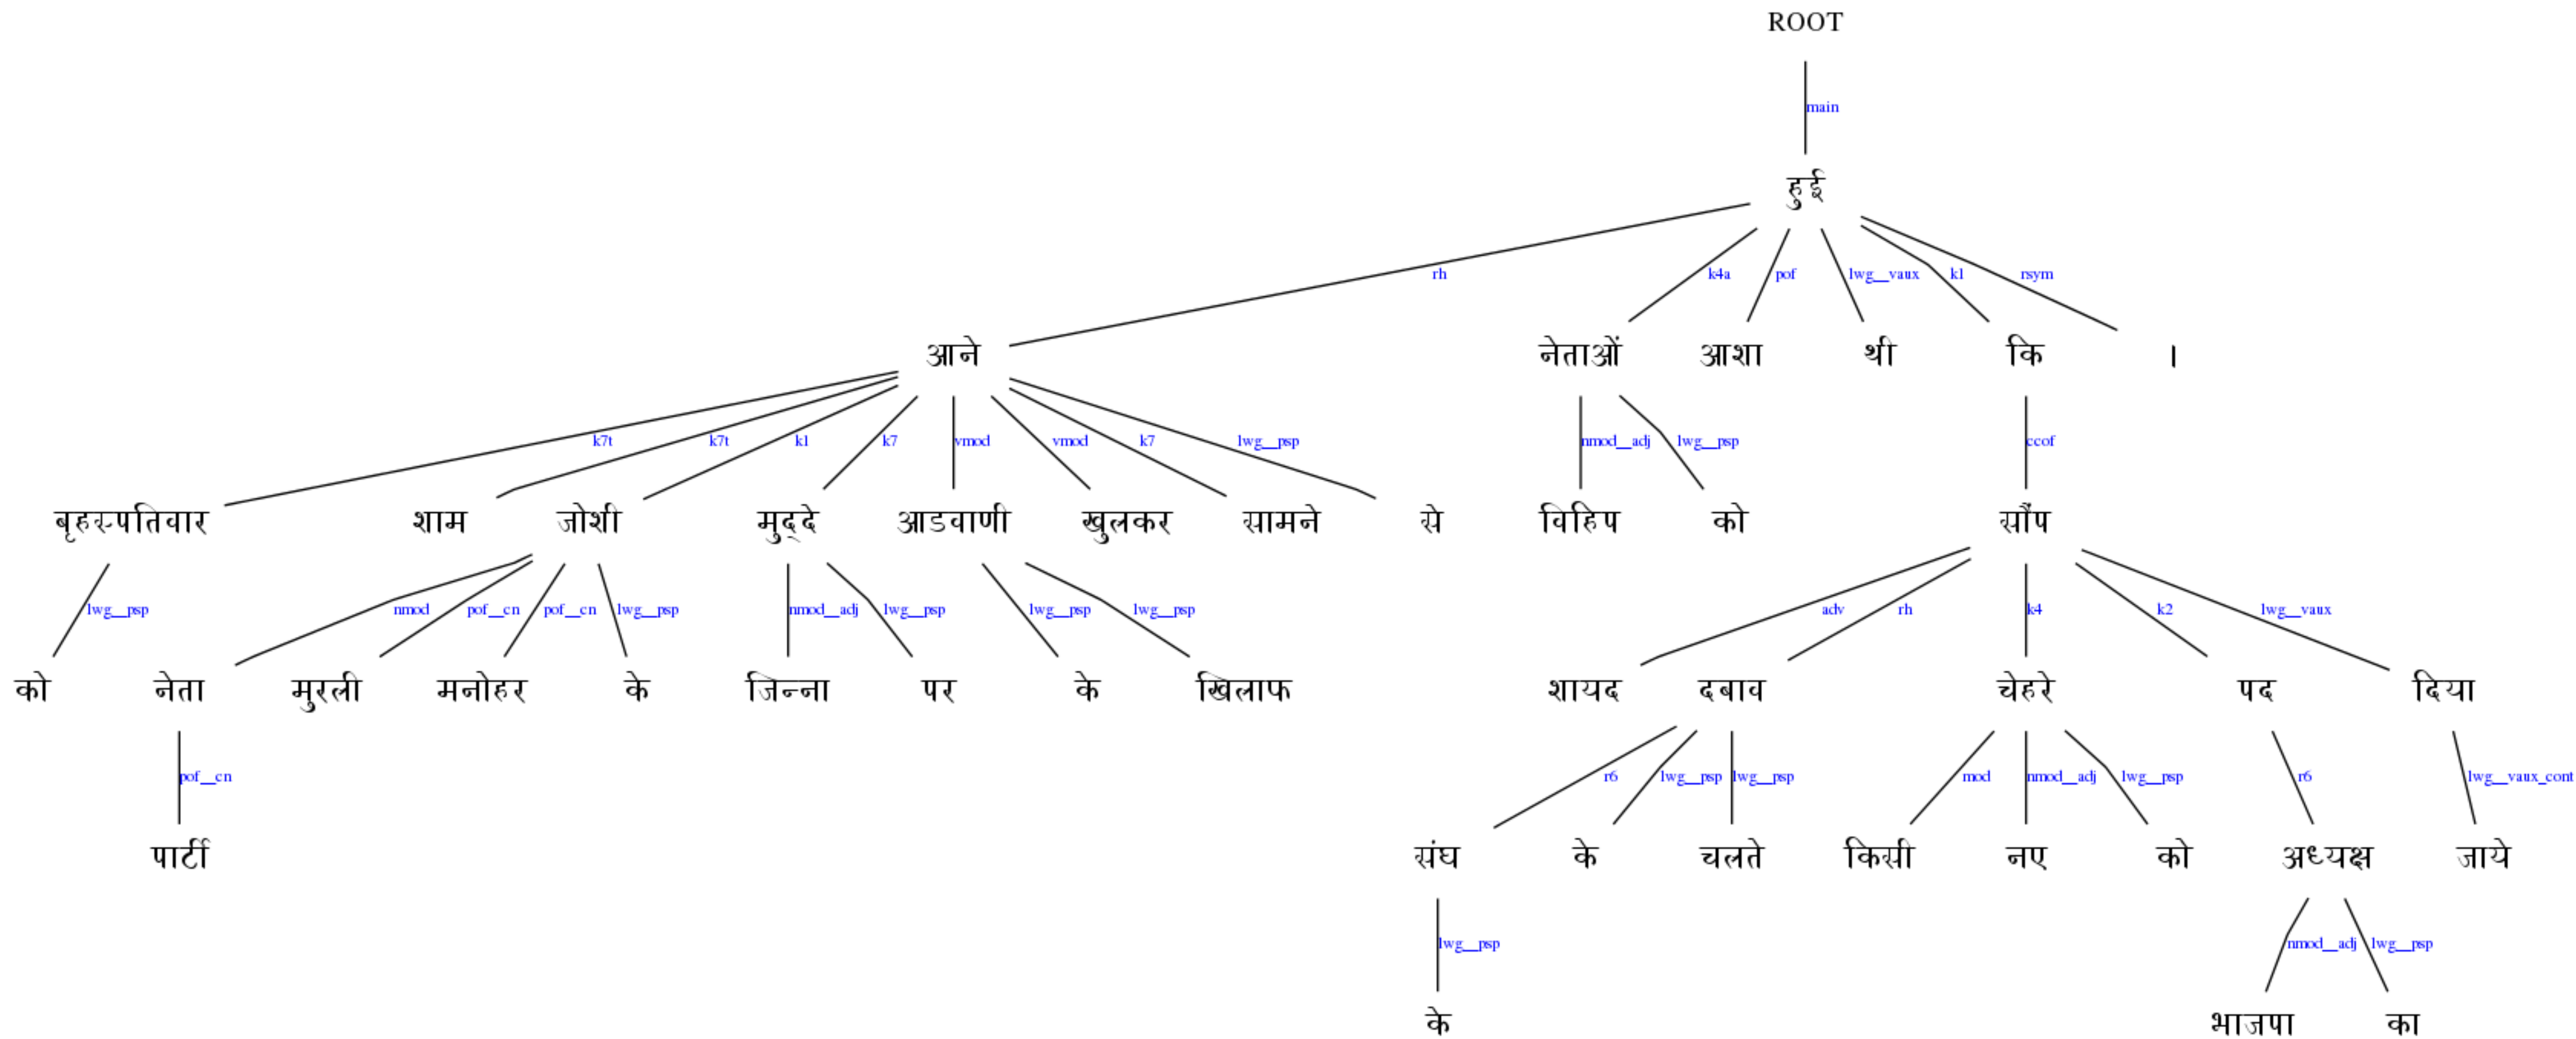 ROOT
main
हुई
rh k4a pof lwg__vaux k1 rsym
आने नेताओं आशा थी कि ।
k7t k7t k1 k7 vmod vmod k7 lwg__psp nmod__adj lwg__psp ccof
बृहस्पतिवार शाम जोशी मुद्दे आडवाणी खुलकर सामने से विहिप को सौंप
lwg__psp nmod pof__cn pof__cn lwg__psp nmod__adj lwg__psp lwg__psp lwg__psp adv rh k4 k2 lwg__vaux
को नेता मुरली मनोहर के जिन्ना पर के खिलाफ शायद दबाव चेहरे पद दिया
pof__cn r6 lwg__psp lwg__psp mod nmod__adj lwg__psp r6 lwg__vaux_cont
पार्टी संघ के चलते किसी नए को अध्यक्ष जाये
lwg__psp nmod__adj lwg__psp
के भाजपा का